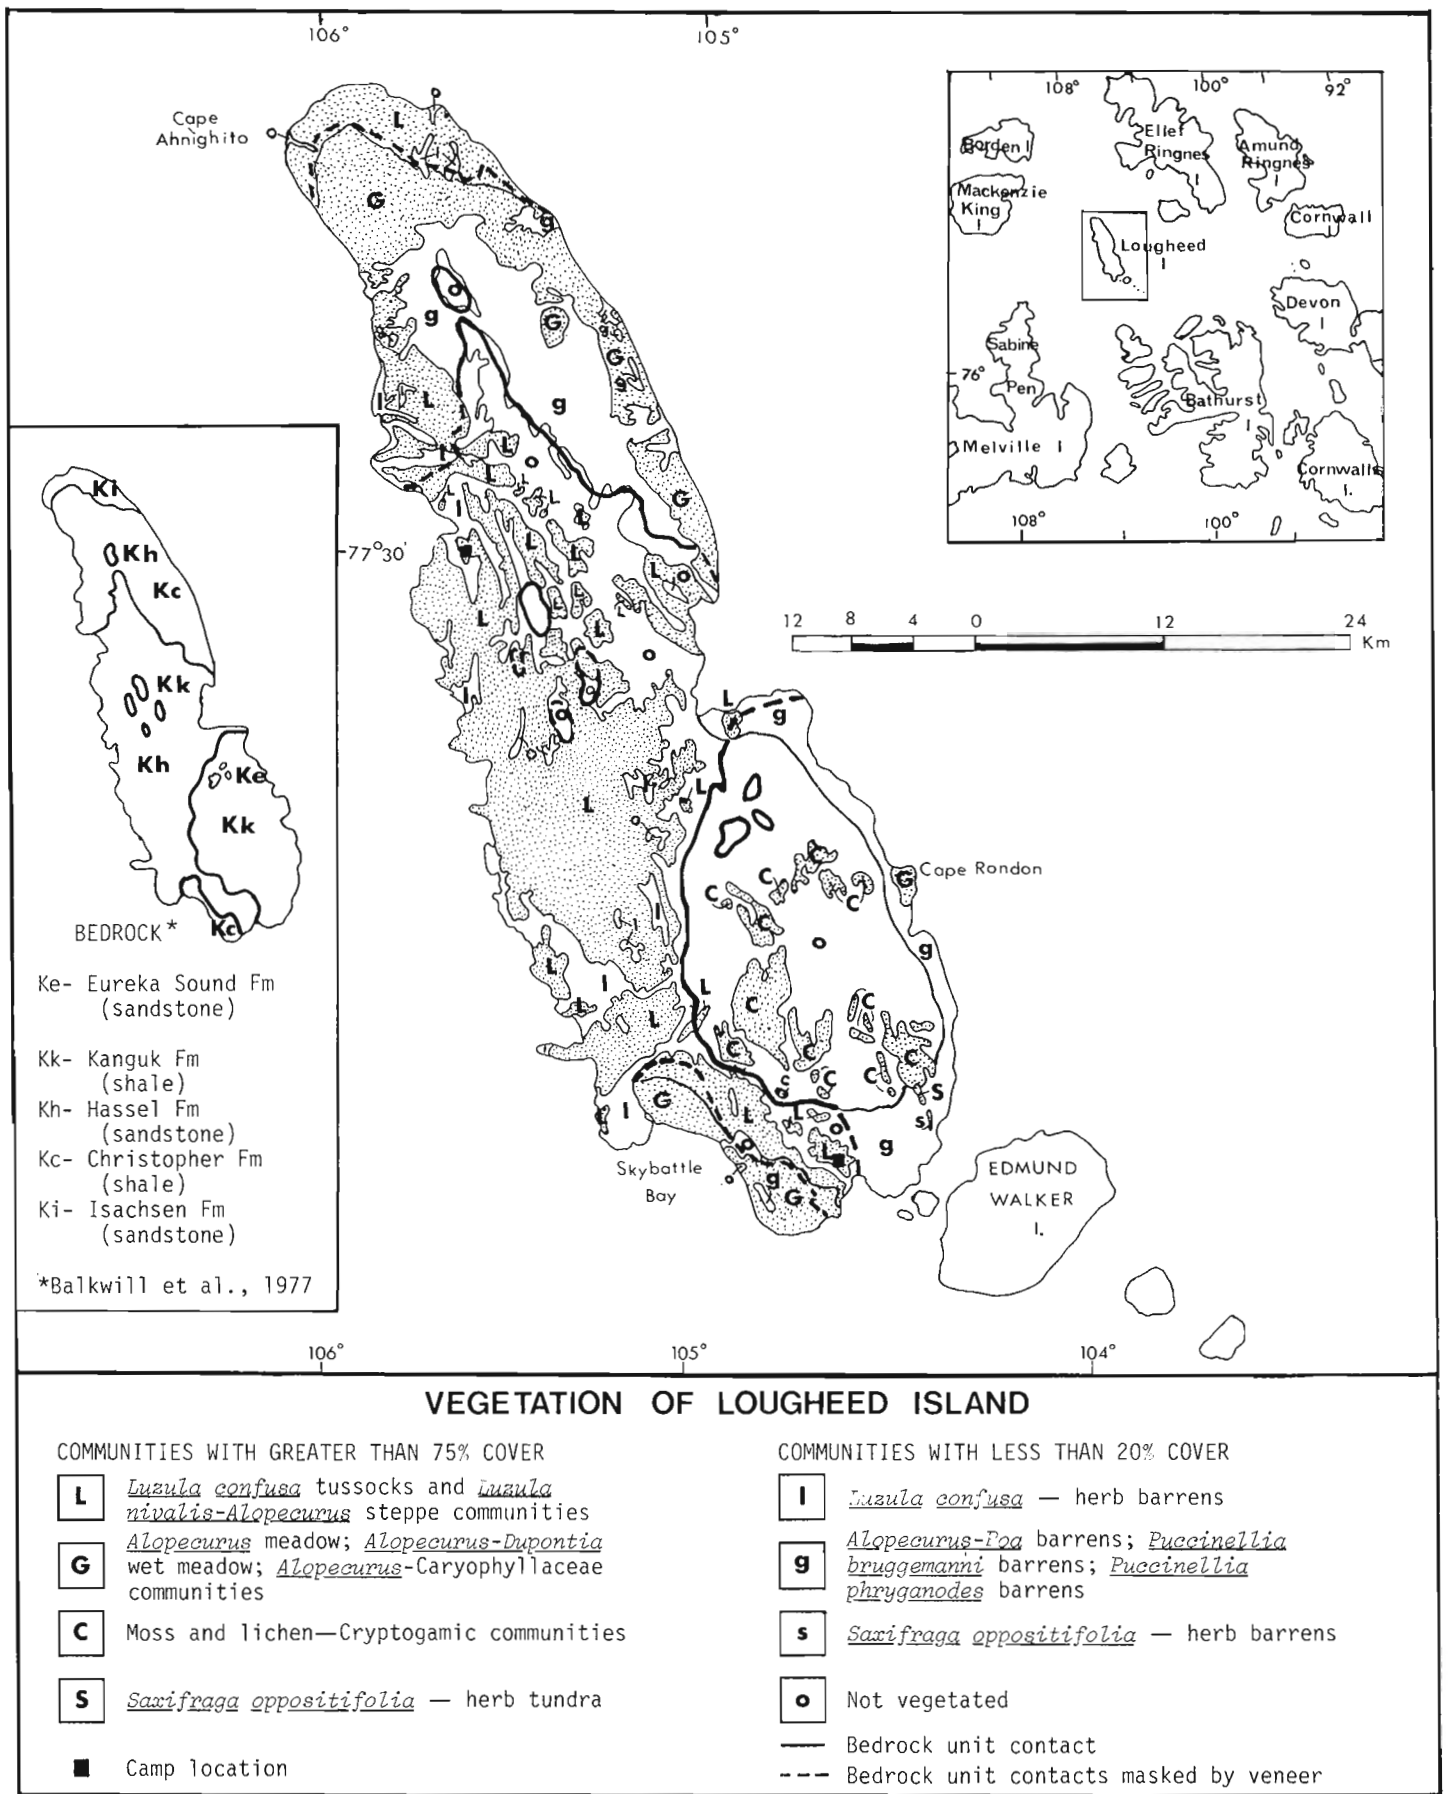 106°
105°
Cape
Ahnighito
108°
100°
92°
Borden I
Ellef
Ringnes
I
Amund
Ringnes
I
Mackenzie
King
I
Cornwall
I
Lougheed
I
Devon
I
Sabine
Pen
76°
Bathurst
I
Melville I
Cornwallis
I.
108°
100°
L
G
g
o
g
G
G
g
g
I
L
I
L
o
L
G
77°30'
L
L
L
o
L
L
o
I
L
g
o
L
I
L
12 8 4 0 12 24
Km
C
C
C
C
C
G
Cape Rondon
o
g
I
L
I
L
L
L
C
C
C
C
C
C
C
C
S
s
I
G
L
L
o
g
L
I
o
g
G
Skybattle
Bay
EDMUND
WALKER
I.
Ki
Kh
Kc
Kk
Kh
Ke
Kk
Kc
BEDROCK*
Ke- Eureka Sound Fm
(sandstone)
Kk- Kanguk Fm
(shale)
Kh- Hassel Fm
(sandstone)
Kc- Christopher Fm
(shale)
Ki- Isachsen Fm
(sandstone)
*Balkwill et al., 1977
106°
105°
104°
VEGETATION OF LOUGHEED ISLAND
COMMUNITIES WITH GREATER THAN 75% COVER
L Luzula confusa tussocks and Luzula
nivalis-Alopecurus steppe communities
G Alopecurus meadow; Alopecurus-Dupontia
wet meadow; Alopecurus-Caryophyllaceae
communities
C Moss and lichen—Cryptogamic communities
S Saxifraga oppositifolia — herb tundra
Camp location
COMMUNITIES WITH LESS THAN 20% COVER
I Luzula confusa — herb barrens
g Alopecurus-Poa barrens; Puccinellia
bruggemanni barrens; Puccinellia
phryganodes barrens
s Saxifraga oppositifolia — herb barrens
o Not vegetated
Bedrock unit contact
Bedrock unit contacts masked by veneer